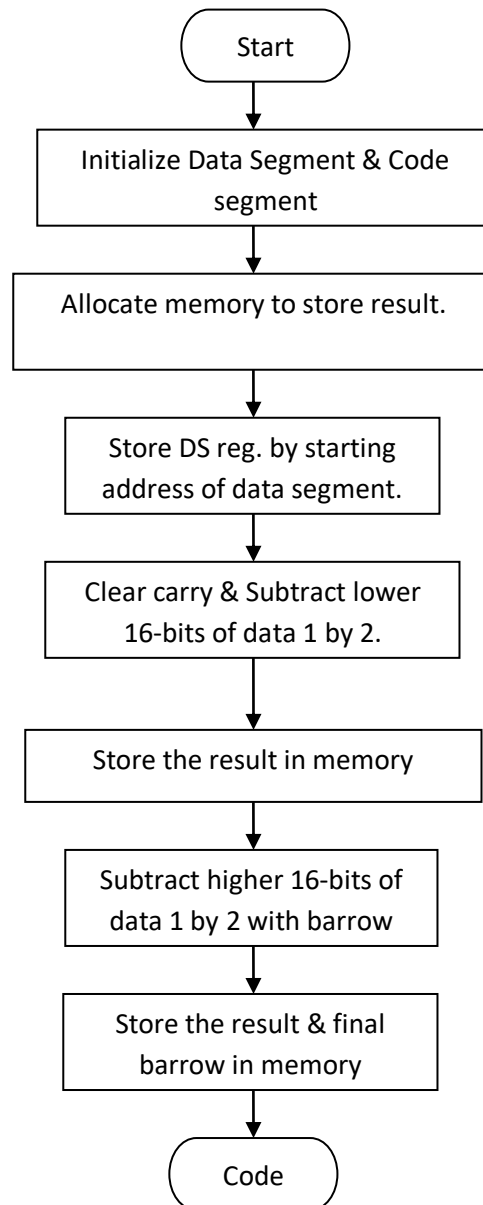 Start
Initialize Data Segment & Code
segment
Allocate memory to store result.
Store DS reg. by starting
address of data segment.
Clear carry & Subtract lower
16-bits of data 1 by 2.
Store the result in memory
Subtract higher 16-bits of
data 1 by 2 with barrow
Store the result & final
barrow in memory
Code